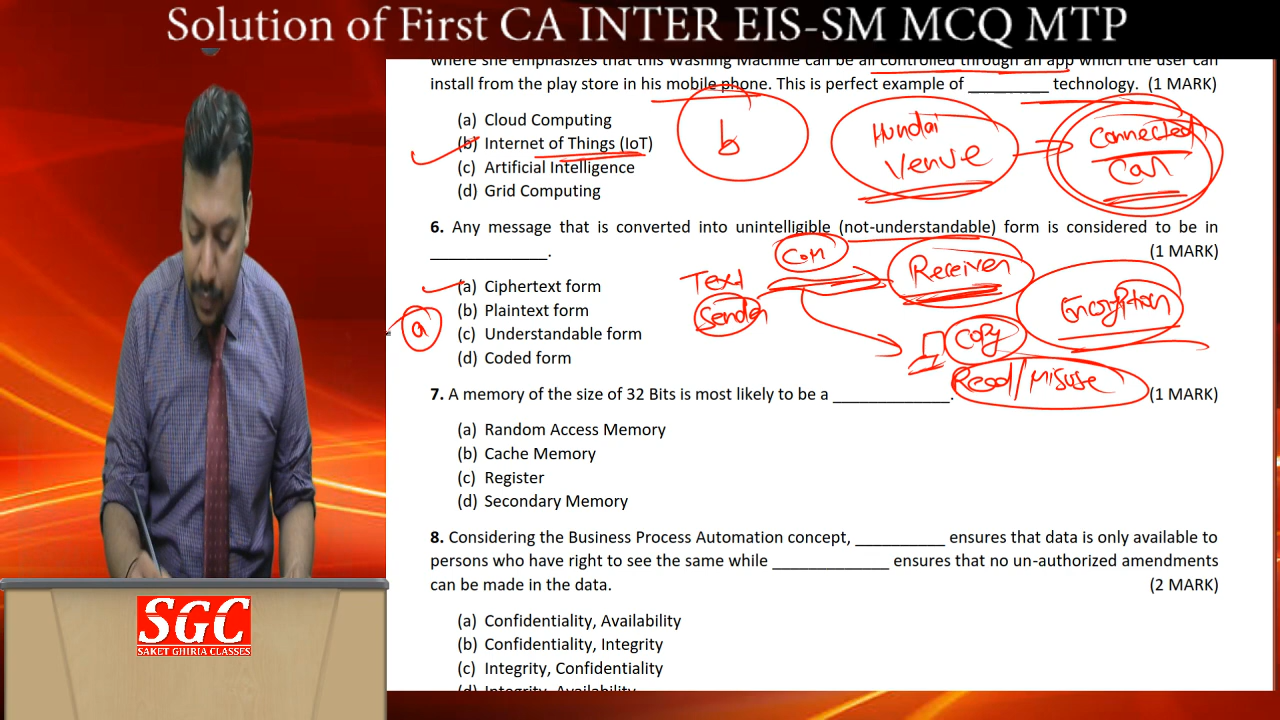 Solution of First CA INTER EIS-SM MCQ MTP
where she emphasizes that this Washing Machine can be all controlled through an app which the user can
install from the play store in his mobile phone. This is perfect example of _________ technology. (1 MARK)
(a) Cloud Computing
(b) Internet of Things (IoT)
(c) Artificial Intelligence
(d) Grid Computing
b
Hundai
Venue
Connected
Car
6. Any message that is converted into unintelligible (not-understandable) form is considered to be in
_____________. (1 MARK)
(a) Ciphertext form
(b) Plaintext form
(c) Understandable form
(d) Coded form
a
Text
Sender
Com
Receiver
Encryption
Copy
Read/Misuse
7. A memory of the size of 32 Bits is most likely to be a _____________. (1 MARK)
(a) Random Access Memory
(b) Cache Memory
(c) Register
(d) Secondary Memory
8. Considering the Business Process Automation concept, __________ ensures that data is only available to
persons who have right to see the same while _____________ ensures that no un-authorized amendments
can be made in the data. (2 MARK)
(a) Confidentiality, Availability
(b) Confidentiality, Integrity
(c) Integrity, Confidentiality
(d) Integrity, Availability
SGC
SAKET GHIRIA CLASSES